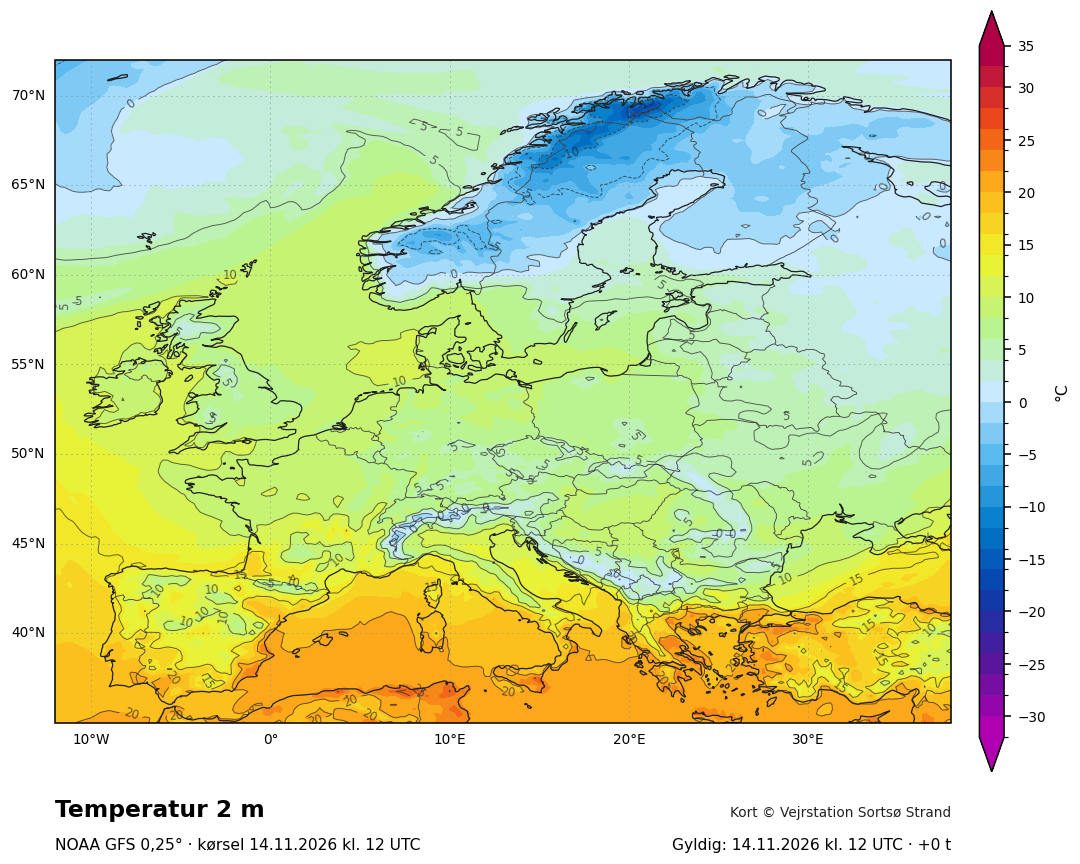 70°N
65°N
60°N
55°N
50°N
45°N
40°N
10°W
0°
10°E
20°E
30°E
35
30
25
20
15
10
5
0
−5
−10
−15
−20
−25
−30
°C
Temperatur 2 m
Kort © Vejrstation Sortsø Strand
NOAA GFS 0,25° · kørsel 14.11.2026 kl. 12 UTC
Gyldig: 14.11.2026 kl. 12 UTC · +0 t